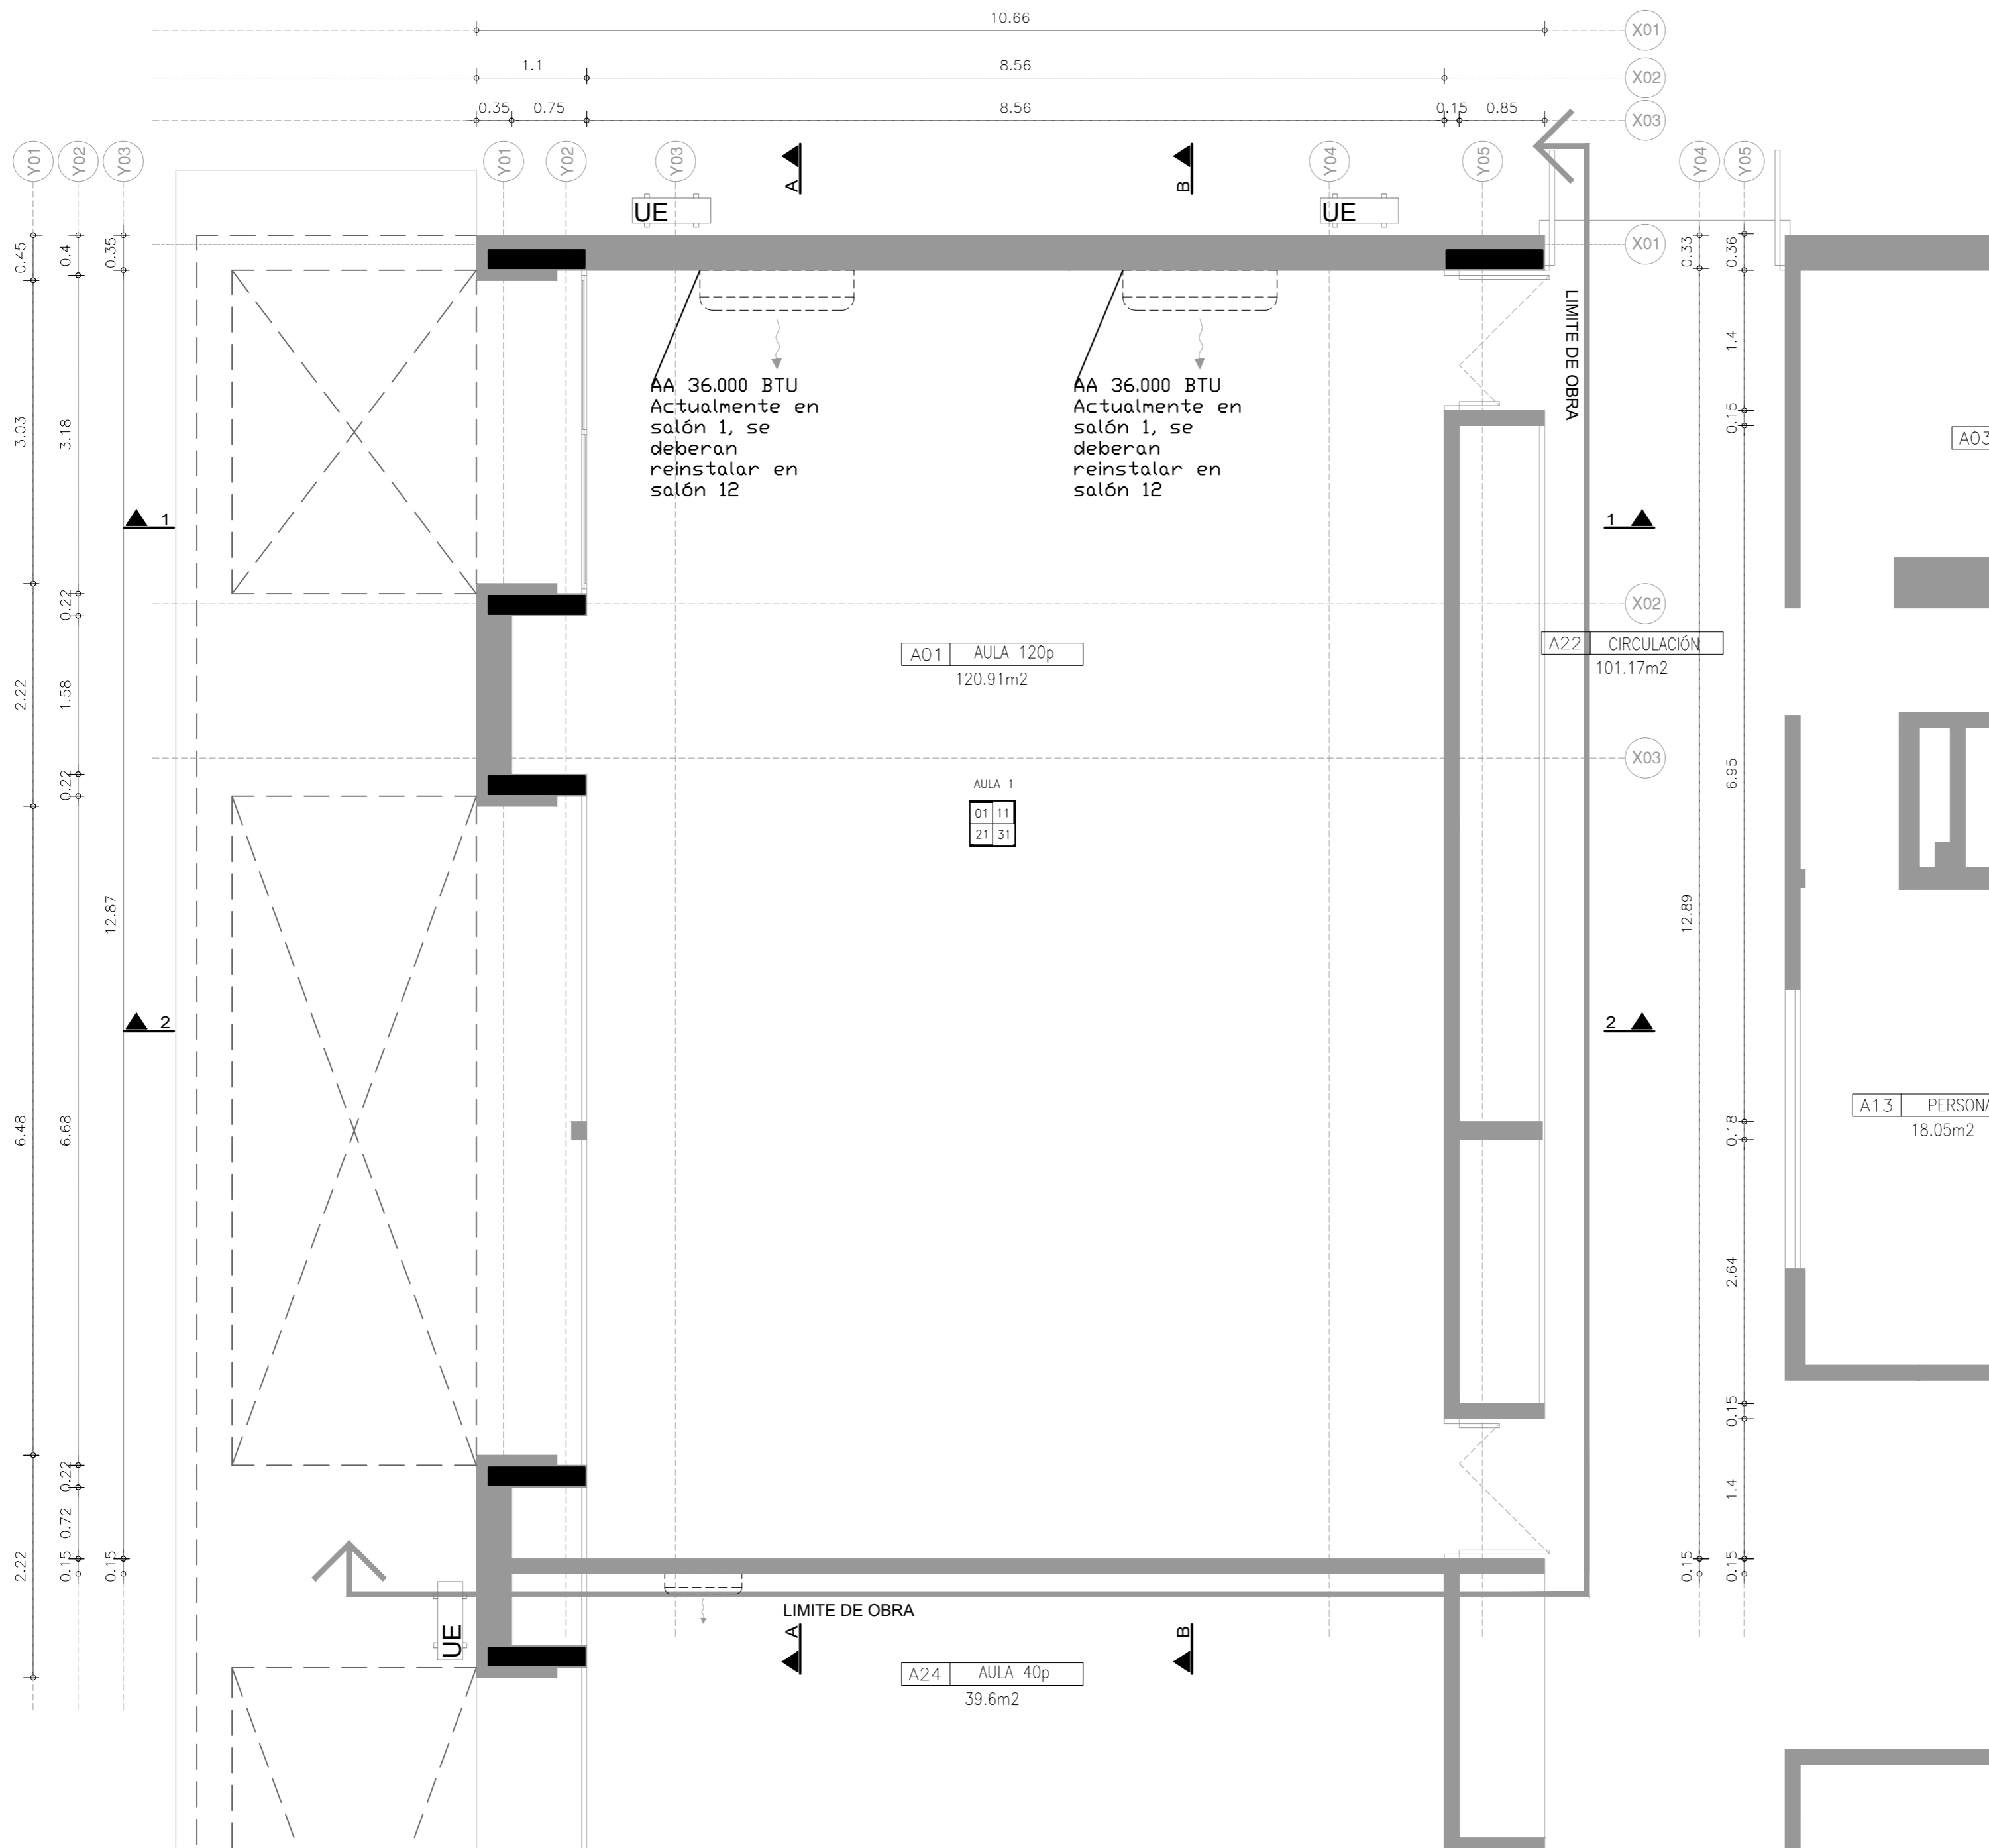 10.66
X01
1.1
8.56
X02
0.35
0.75
8.56
0.15
0.85
X03
Y01
Y02
Y03
Y01
Y02
Y03
A
B
Y04
Y05
Y04
Y05
UE
UE
0.45
0.4
0.35
X01
0.33
0.36
LIMITE DE OBRA
1.4
AA 36.000 BTU
Actualmente en
salón 1, se
deberan
reinstalar en
salón 12
AA 36.000 BTU
Actualmente en
salón 1, se
deberan
reinstalar en
salón 12
3.03
3.18
0.15
A03
1
1
0.22
X02
A01 AULA 120p
120.91m2
A22 CIRCULACIÓN
101.17m2
2.22
1.58
X03
0.22
6.95
AULA 1
01 11
21 31
12.87
12.89
2
2
6.48
6.68
0.18
A13 PERSONA
18.05m2
2.64
0.15
0.22
1.4
0.72
2.22
0.15
0.15
0.15
0.15
UE
LIMITE DE OBRA
A
B
A24 AULA 40p
39.6m2